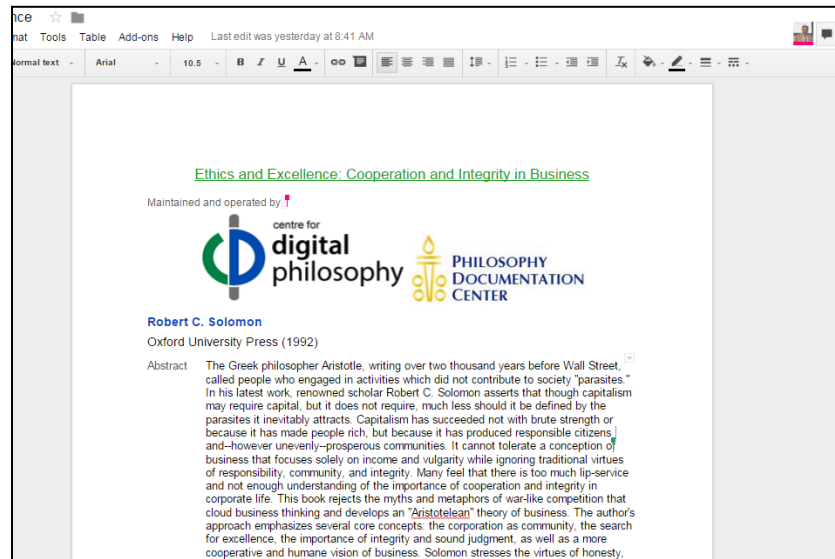 nce
mat Tools Table Add-ons Help Last edit was yesterday at 8:41 AM
Normal text Arial 10.5 B I U A
Ethics and Excellence: Cooperation and Integrity in Business
Maintained and operated by
centre for
digital
philosophy
PHILOSOPHY
DOCUMENTATION
CENTER
Robert C. Solomon
Oxford University Press (1992)
Abstract The Greek philosopher Aristotle, writing over two thousand years before Wall Street,
called people who engaged in activities which did not contribute to society "parasites."
In his latest work, renowned scholar Robert C. Solomon asserts that though capitalism
may require capital, but it does not require, much less should it be defined by the
parasites it inevitably attracts. Capitalism has succeeded not with brute strength or
because it has made people rich, but because it has produced responsible citizens
and--however unevenly--prosperous communities. It cannot tolerate a conception of
business that focuses solely on income and vulgarity while ignoring traditional virtues
of responsibility, community, and integrity. Many feel that there is too much lip-service
and not enough understanding of the importance of cooperation and integrity in
corporate life. This book rejects the myths and metaphors of war-like competition that
cloud business thinking and develops an "Aristotelean" theory of business. The author's
approach emphasizes several core concepts: the corporation as community, the search
for excellence, the importance of integrity and sound judgment, as well as a more
cooperative and humane vision of business. Solomon stresses the virtues of honesty,